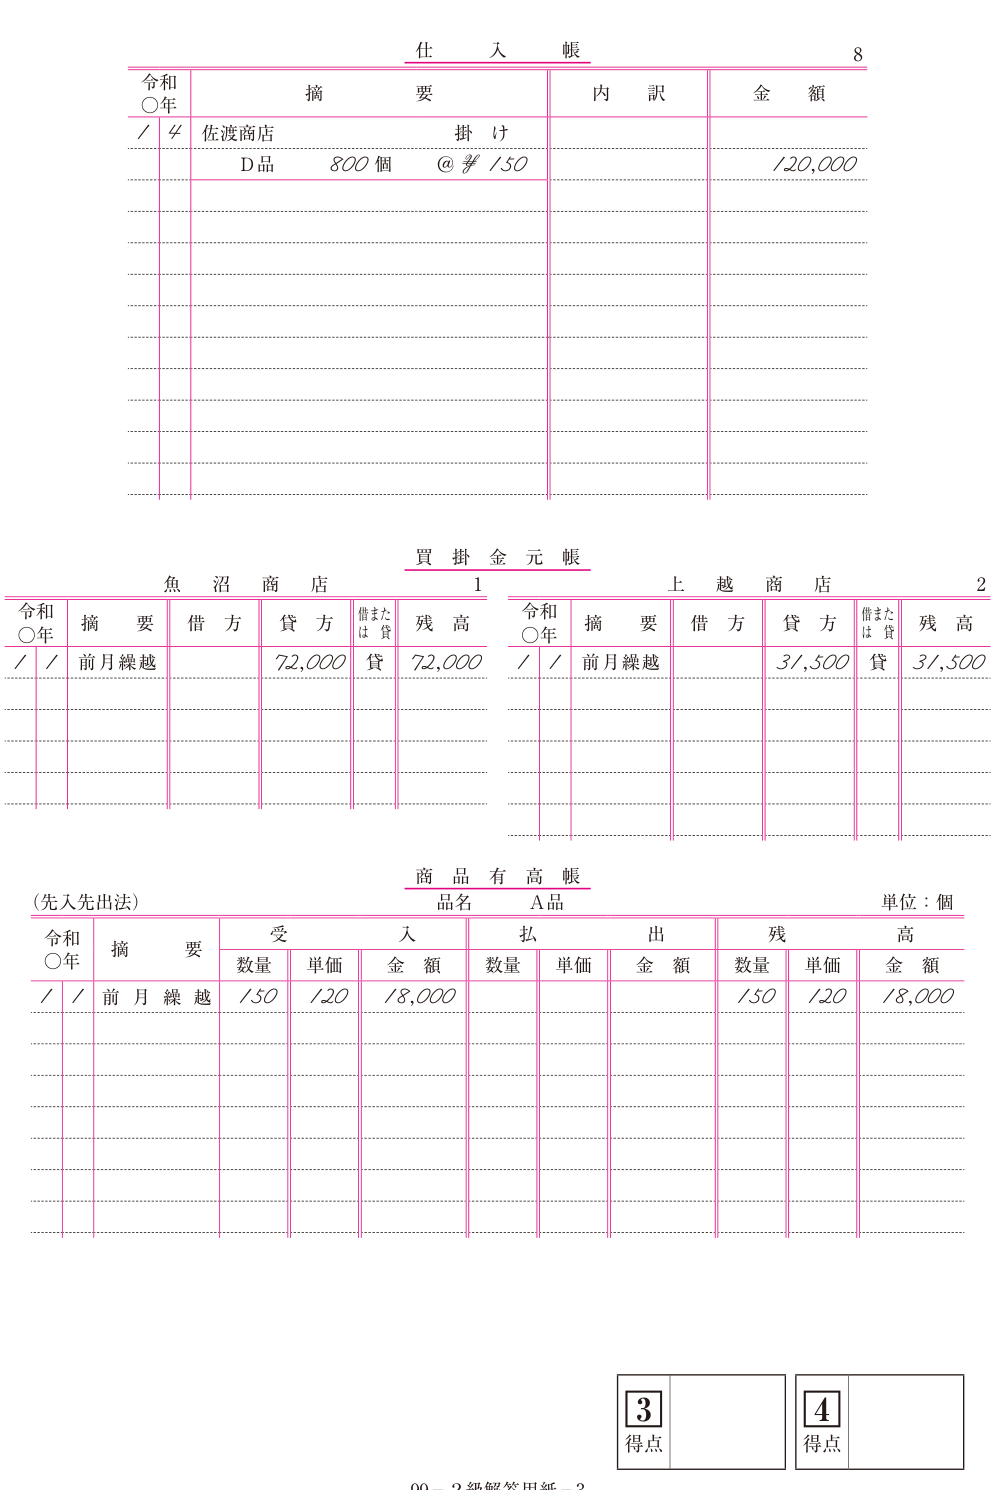 仕入帳 8
令和○年 摘要 内訳 金額
1 4 佐渡商店 掛け
D品 800個 @¥150 120,000
買掛金元帳
魚沼商店 1
令和○年 摘要 借方 貸方 借または貸 残高
1 1 前月繰越 72,000 貸 72,000
上越商店 2
令和○年 摘要 借方 貸方 借または貸 残高
1 1 前月繰越 31,500 貸 31,500
商品有高帳
(先入先出法) 品名 A品 単位:個
令和○年 摘要 受入 払出 残高
数量 単価 金額 数量 単価 金額 数量 単価 金額
1 1 前月繰越 150 120 18,000 150 120 18,000
3 得点
4 得点